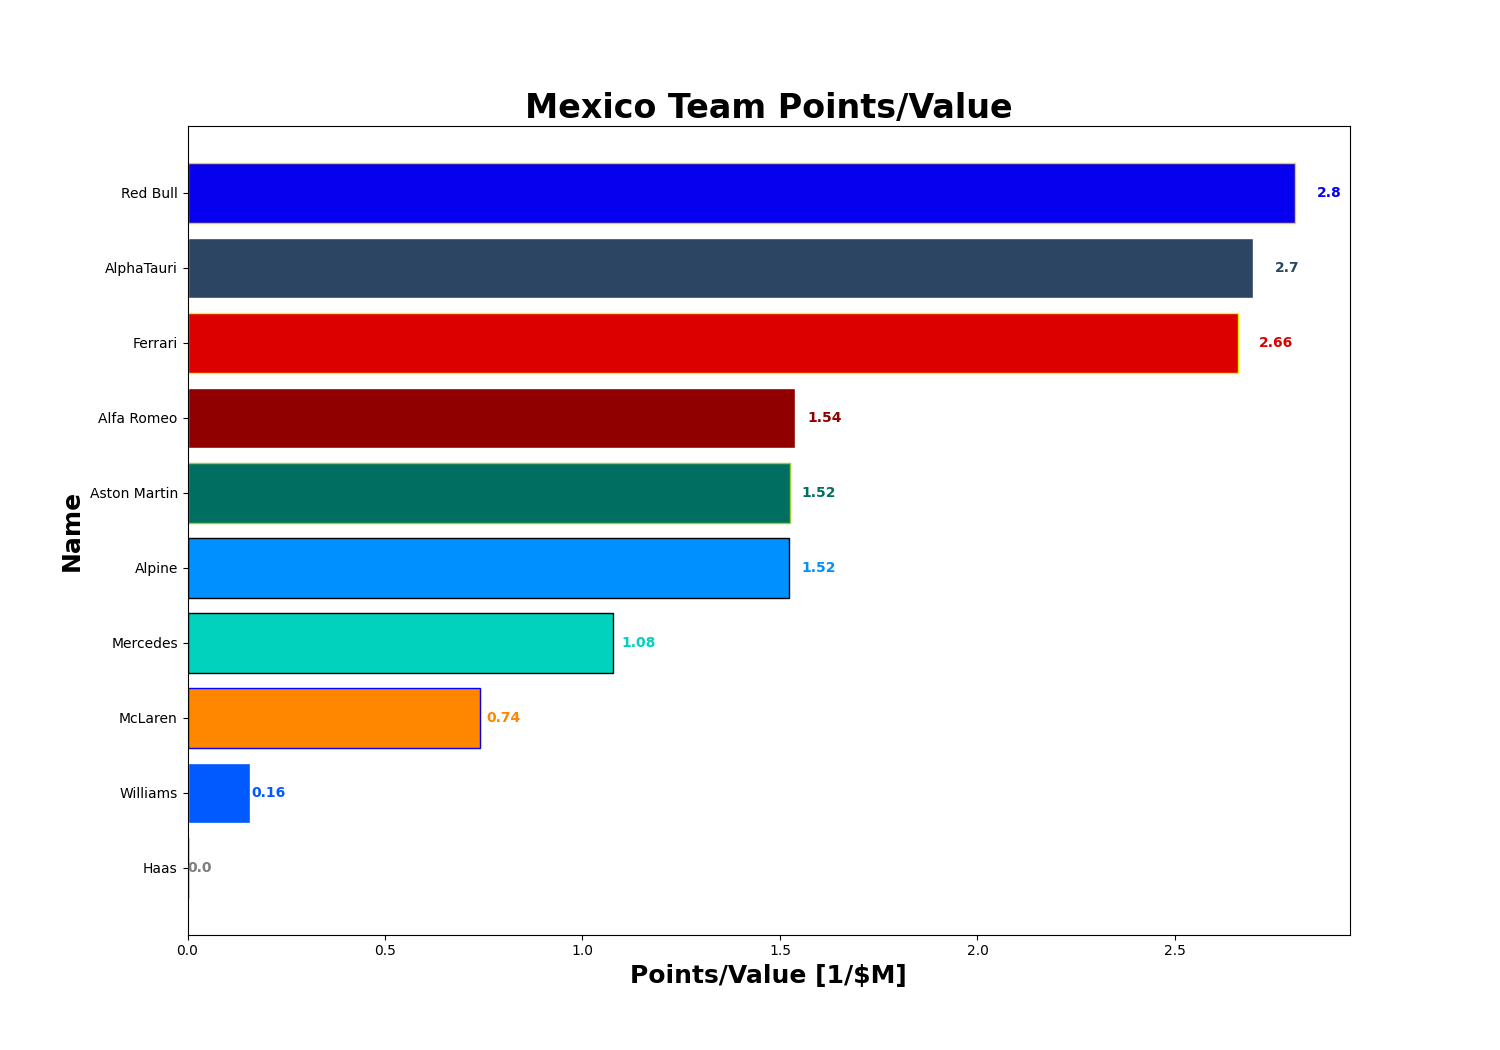 Mexico Team Points/Value
Red Bull 2.8
AlphaTauri 2.7
Ferrari 2.66
Alfa Romeo 1.54
Aston Martin 1.52
Alpine 1.52
Mercedes 1.08
McLaren 0.74
Williams 0.16
Haas 0.0
Name
0.0 0.5 1.0 1.5 2.0 2.5
Points/Value [1/$M]